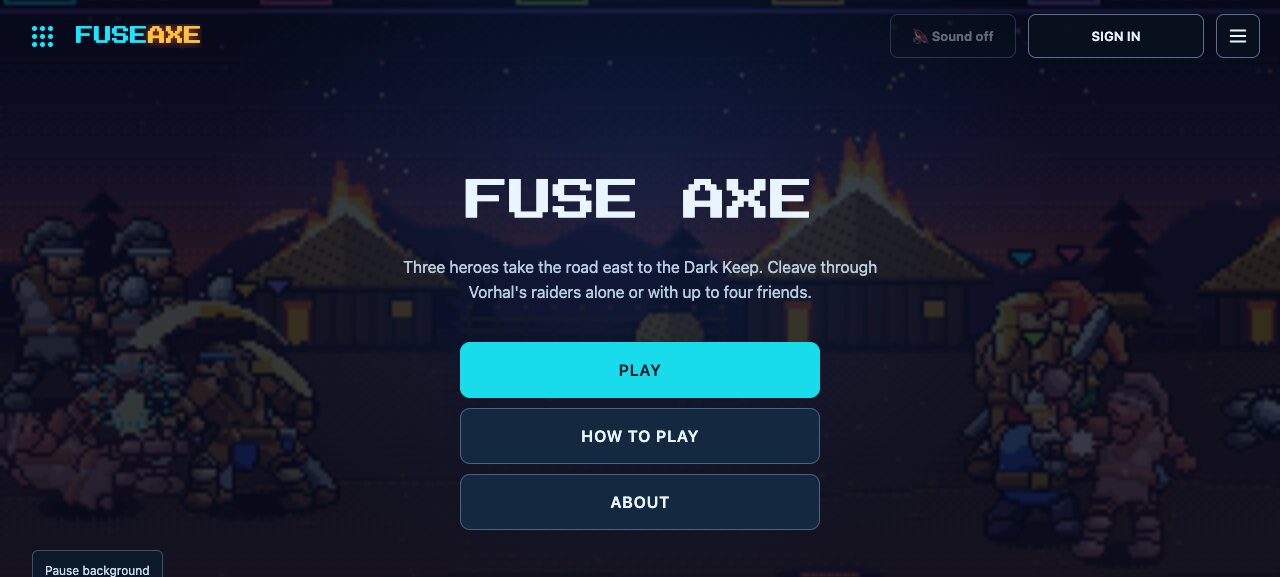 FUSEAXE
Sound off
SIGN IN
FUSE AXE
Three heroes take the road east to the Dark Keep. Cleave through
Vorhal's raiders alone or with up to four friends.
PLAY
HOW TO PLAY
ABOUT
Pause background